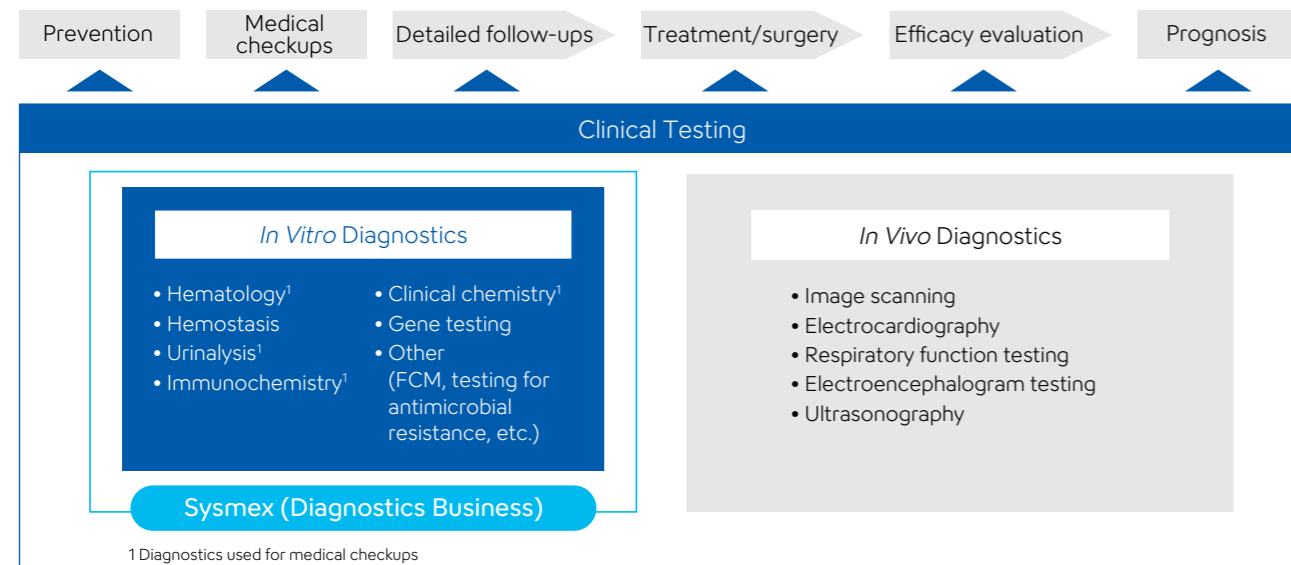 Prevention
Medical
checkups
Detailed follow-ups
Treatment/surgery
Efficacy evaluation
Prognosis
Clinical Testing
In Vitro Diagnostics
• Hematology¹
• Hemostasis
• Urinalysis¹
• Immunochemistry¹
• Clinical chemistry¹
• Gene testing
• Other
(FCM, testing for
antimicrobial
resistance, etc.)
Sysmex (Diagnostics Business)
1 Diagnostics used for medical checkups
In Vivo Diagnostics
• Image scanning
• Electrocardiography
• Respiratory function testing
• Electroencephalogram testing
• Ultrasonography